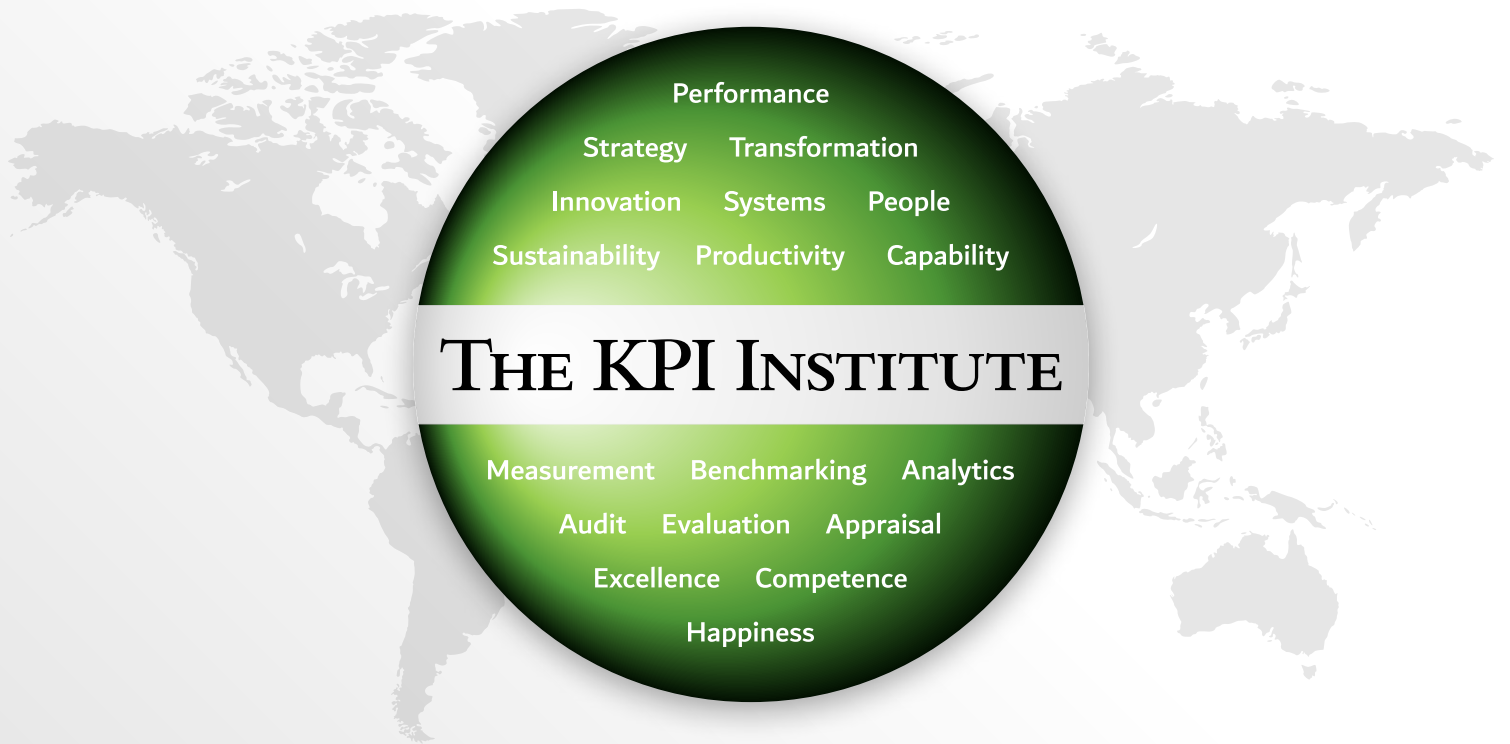 Performance
Strategy Transformation
Innovation Systems People
Sustainability Productivity Capability
The KPI Institute
Measurement Benchmarking Analytics
Audit Evaluation Appraisal
Excellence Competence
Happiness